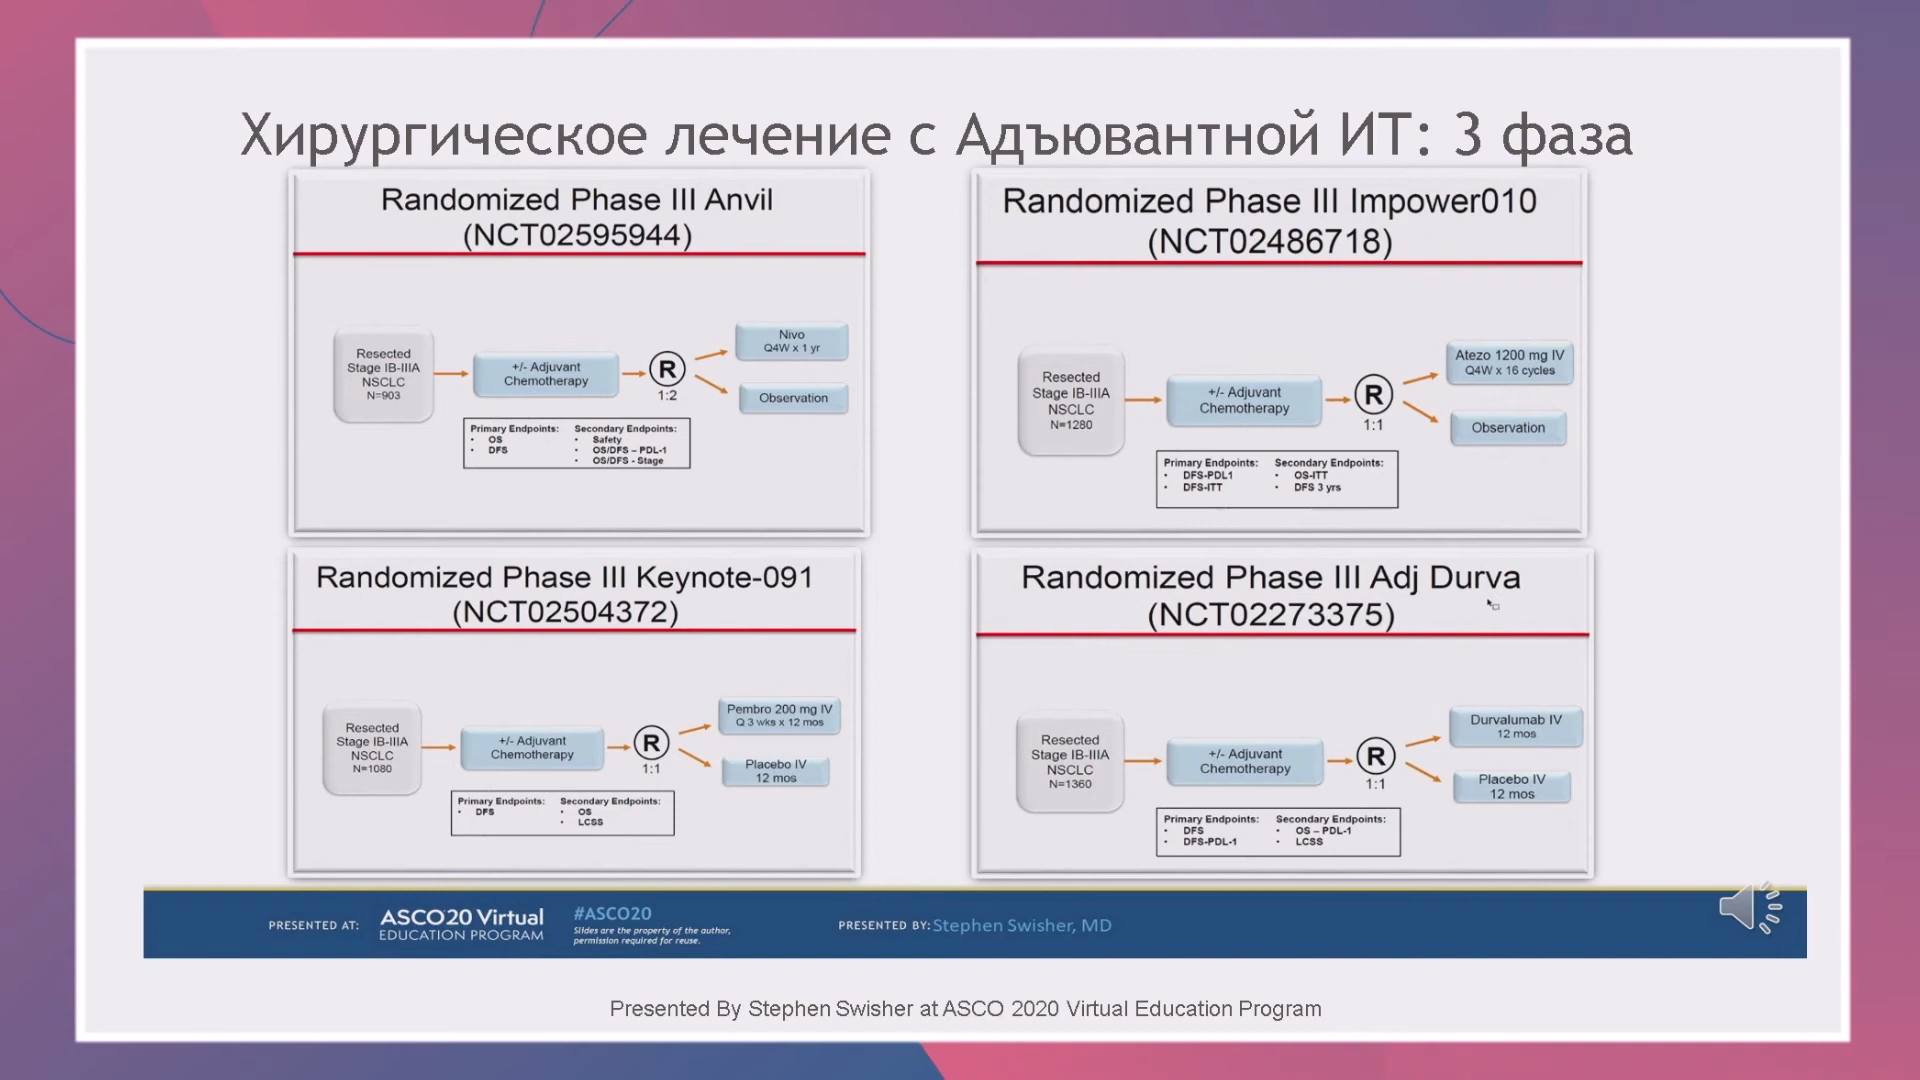 Хирургическое лечение с Адъювантной ИТ: 3 фаза
Randomized Phase III Anvil
(NCT02595944)
Resected
Stage IB-IIIA
NSCLC
N=903
+/- Adjuvant
Chemotherapy
R
1:2
Nivo
Q4W x 1 yr
Observation
Primary Endpoints:
• OS
• DFS
Secondary Endpoints:
• Safety
• OS/DFS – PDL-1
• OS/DFS - Stage
Randomized Phase III Impower010
(NCT02486718)
Resected
Stage IB-IIIA
NSCLC
N=1280
+/- Adjuvant
Chemotherapy
R
1:1
Atezo 1200 mg IV
Q4W x 16 cycles
Observation
Primary Endpoints:
• DFS-PDL1
• DFS-ITT
Secondary Endpoints:
• OS-ITT
• DFS 3 yrs
Randomized Phase III Keynote-091
(NCT02504372)
Resected
Stage IB-IIIA
NSCLC
N=1080
+/- Adjuvant
Chemotherapy
R
1:1
Pembro 200 mg IV
Q 3 wks x 12 mos
Placebo IV
12 mos
Primary Endpoints:
• DFS
Secondary Endpoints:
• OS
• LCSS
Randomized Phase III Adj Durva
(NCT02273375)
Resected
Stage IB-IIIA
NSCLC
N=1360
+/- Adjuvant
Chemotherapy
R
1:1
Durvalumab IV
12 mos
Placebo IV
12 mos
Primary Endpoints:
• DFS
• DFS-PDL-1
Secondary Endpoints:
• OS – PDL-1
• LCSS
PRESENTED AT:
ASCO20 Virtual
EDUCATION PROGRAM
#ASCO20
Slides are the property of the author,
permission required for reuse.
PRESENTED BY: Stephen Swisher, MD
Presented By Stephen Swisher at ASCO 2020 Virtual Education Program